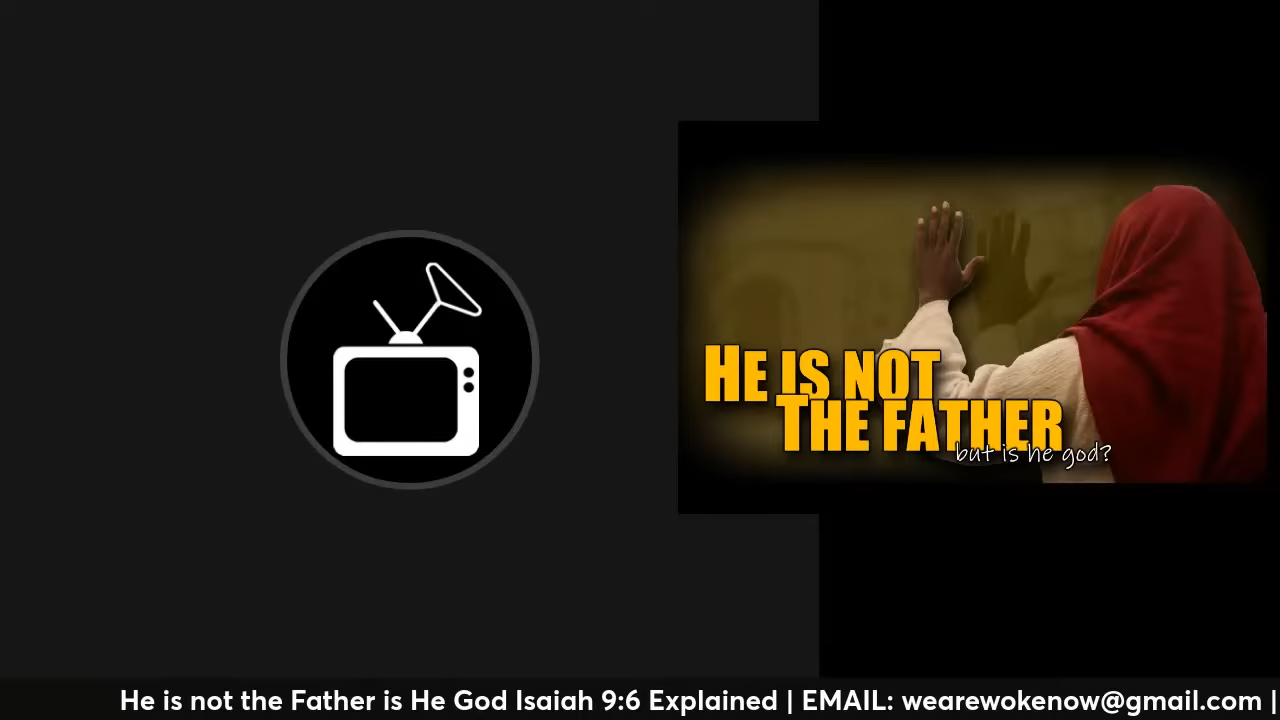 HE IS NOT
THE FATHER
but is he god?
He is not the Father is He God Isaiah 9:6 Explained | EMAIL: wearewokenow@gmail.com |